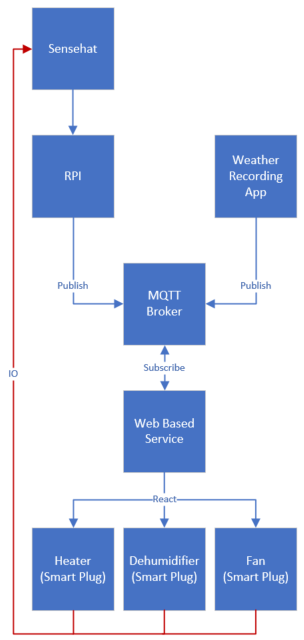 Sensehat
RPI
Weather
Recording
App
Publish
Publish
MQTT
Broker
Subscribe
IO
Web Based
Service
React
Heater
(Smart Plug)
Dehumidifier
(Smart Plug)
Fan
(Smart Plug)